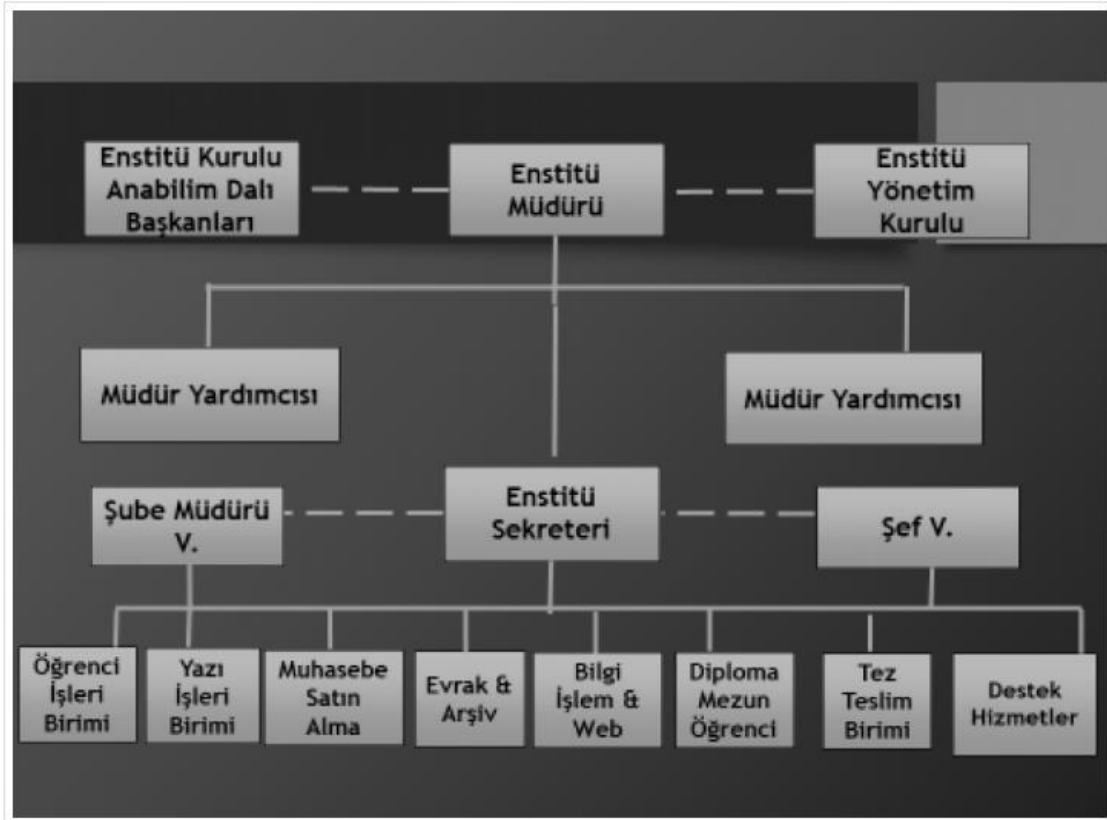 Enstitü Kurulu
Anabilim Dalı
Başkanları
Enstitü
Müdürü
Enstitü
Yönetim
Kurulu
Müdür Yardımcısı
Müdür Yardımcısı
Şube Müdürü
V.
Enstitü
Sekreteri
Şef V.
Öğrenci
İşleri
Birimi
Yazı
İşleri
Birimi
Muhasebe
Satın
Alma
Evrak &
Arşiv
Bilgi
İşlem &
Web
Diploma
Mezun
Öğrenci
Tez
Teslim
Birimi
Destek
Hizmetler